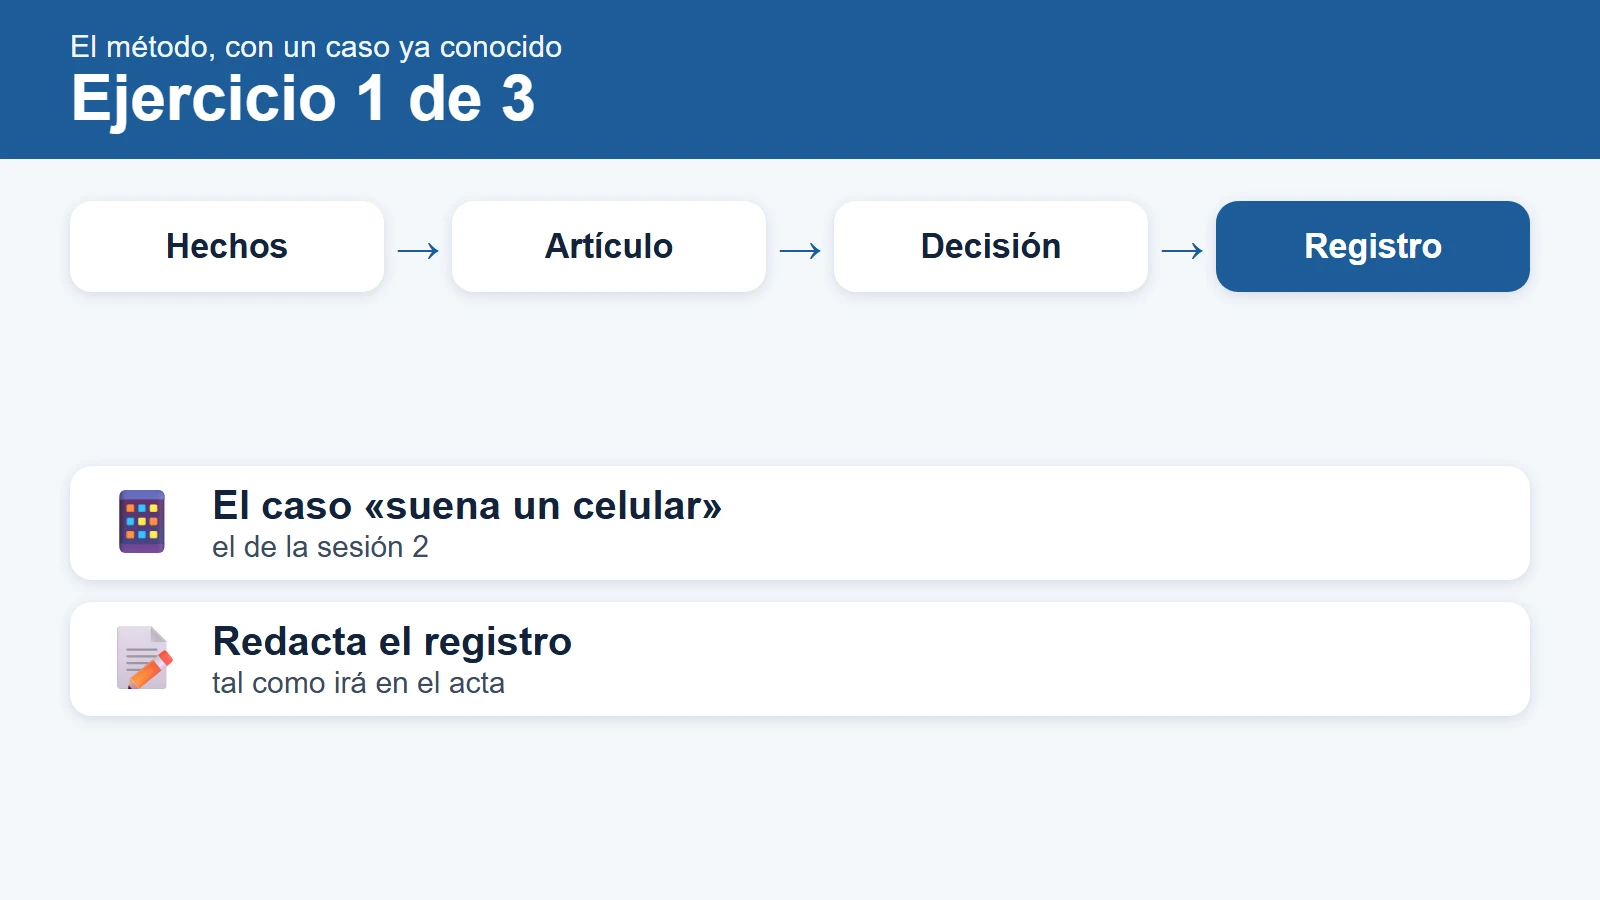 El método, con un caso ya conocido
Ejercicio 1 de 3
Hechos → Artículo → Decisión → Registro
El caso «suena un celular»
el de la sesión 2
Redacta el registro
tal como irá en el acta